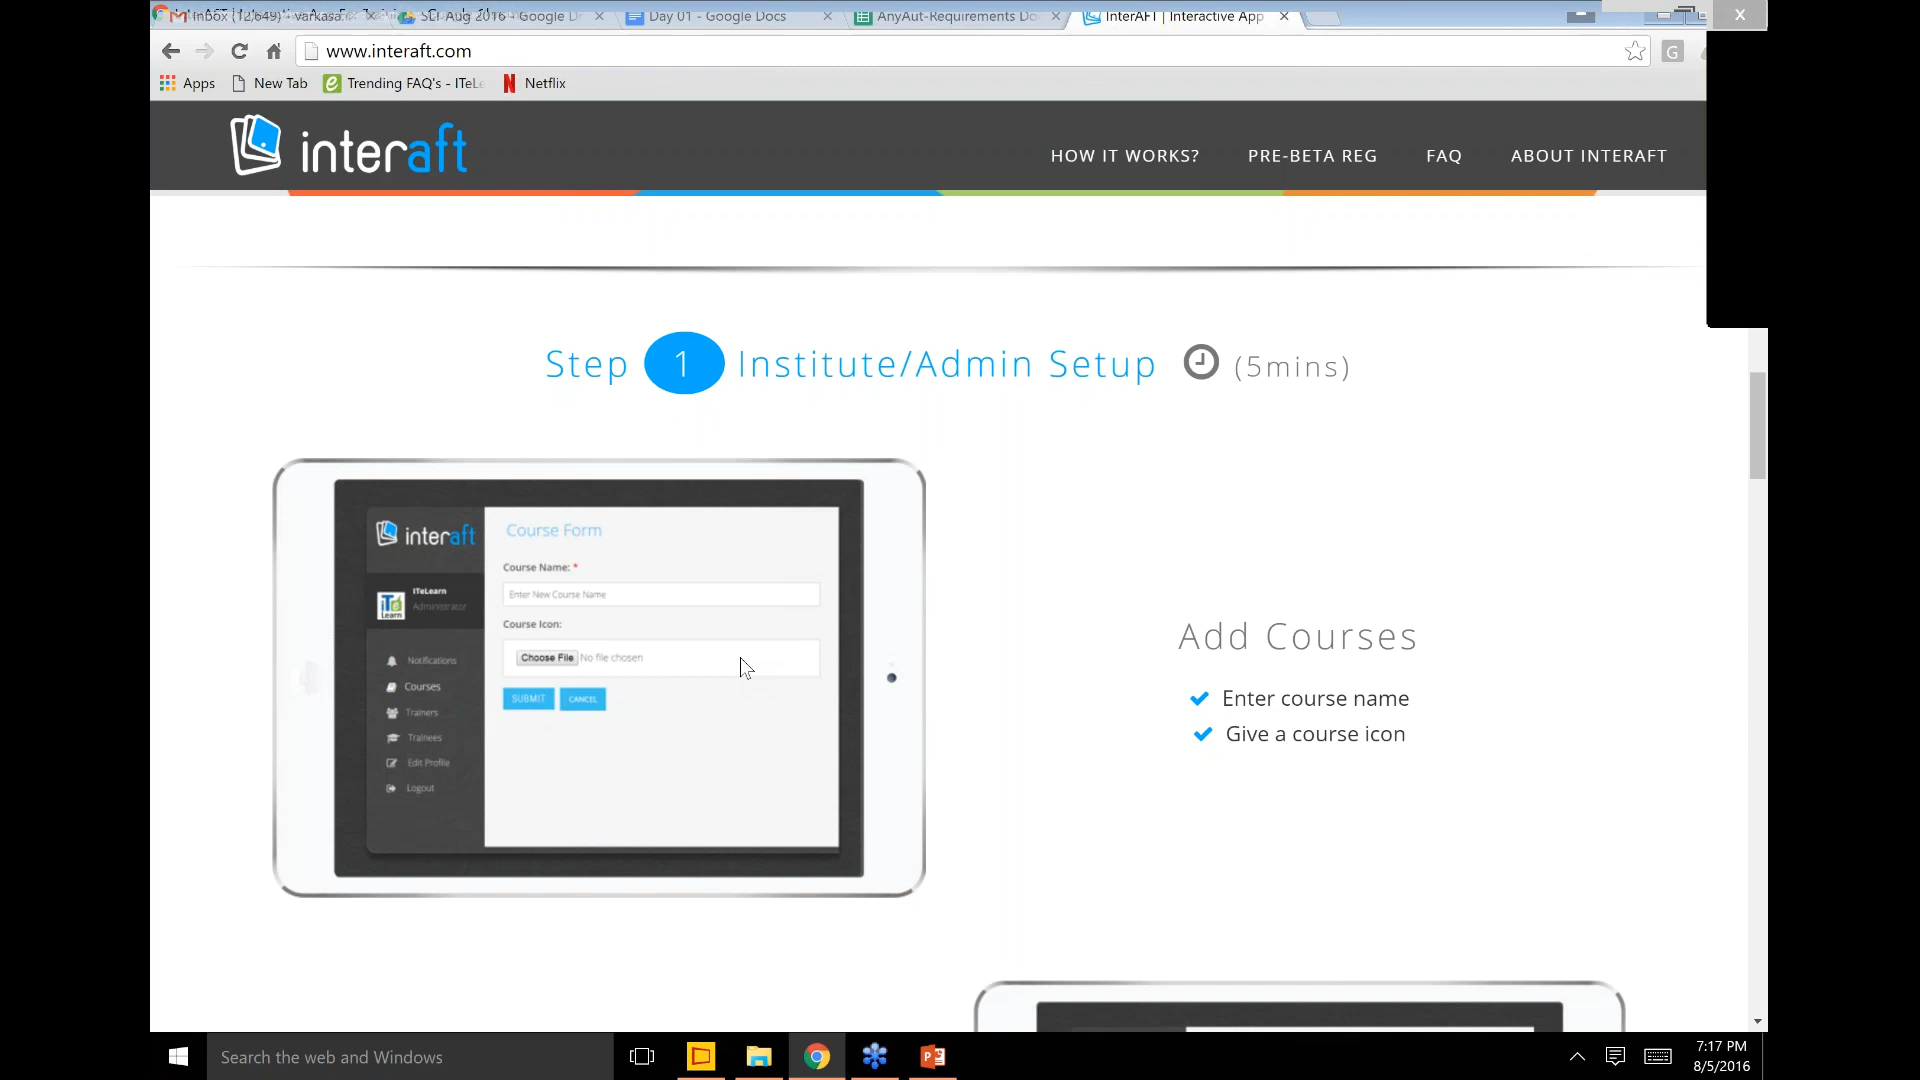 Inbox (12,649) varkasa
SLI Aug 2016 - Google Dr
Day 01 - Google Docs
AnyAut-Requirements Do
InterAFT | Interactive App
www.interaft.com
G
Apps
New Tab
Trending FAQ's - ITeLe
Netflix
interaft
HOW IT WORKS?
PRE-BETA REG
FAQ
ABOUT INTERAFT
Step 1 Institute/Admin Setup (5mins)
interaft
ITeLearn
Administrator
Notifications
Courses
Trainers
Trainees
Edit Profile
Logout
Course Form
Course Name: *
Enter New Course Name
Course Icon:
Choose File No file chosen
SUBMIT CANCEL
Add Courses
Enter course name
Give a course icon
Search the web and Windows
7:17 PM
8/5/2016